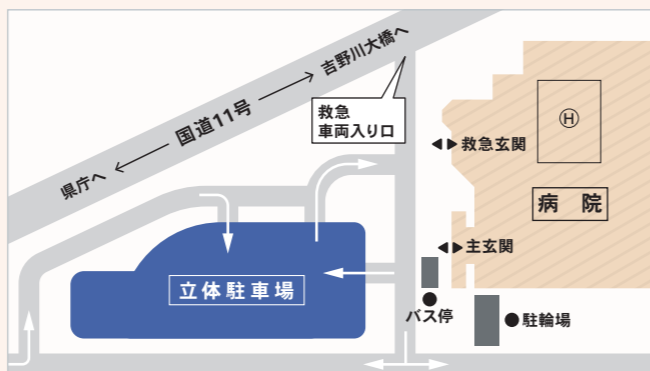 吉野川大橋へ
国道11号
県庁へ
救急
車両入り口
救急玄関
H
病 院
主玄関
立体駐車場
バス停
駐輪場